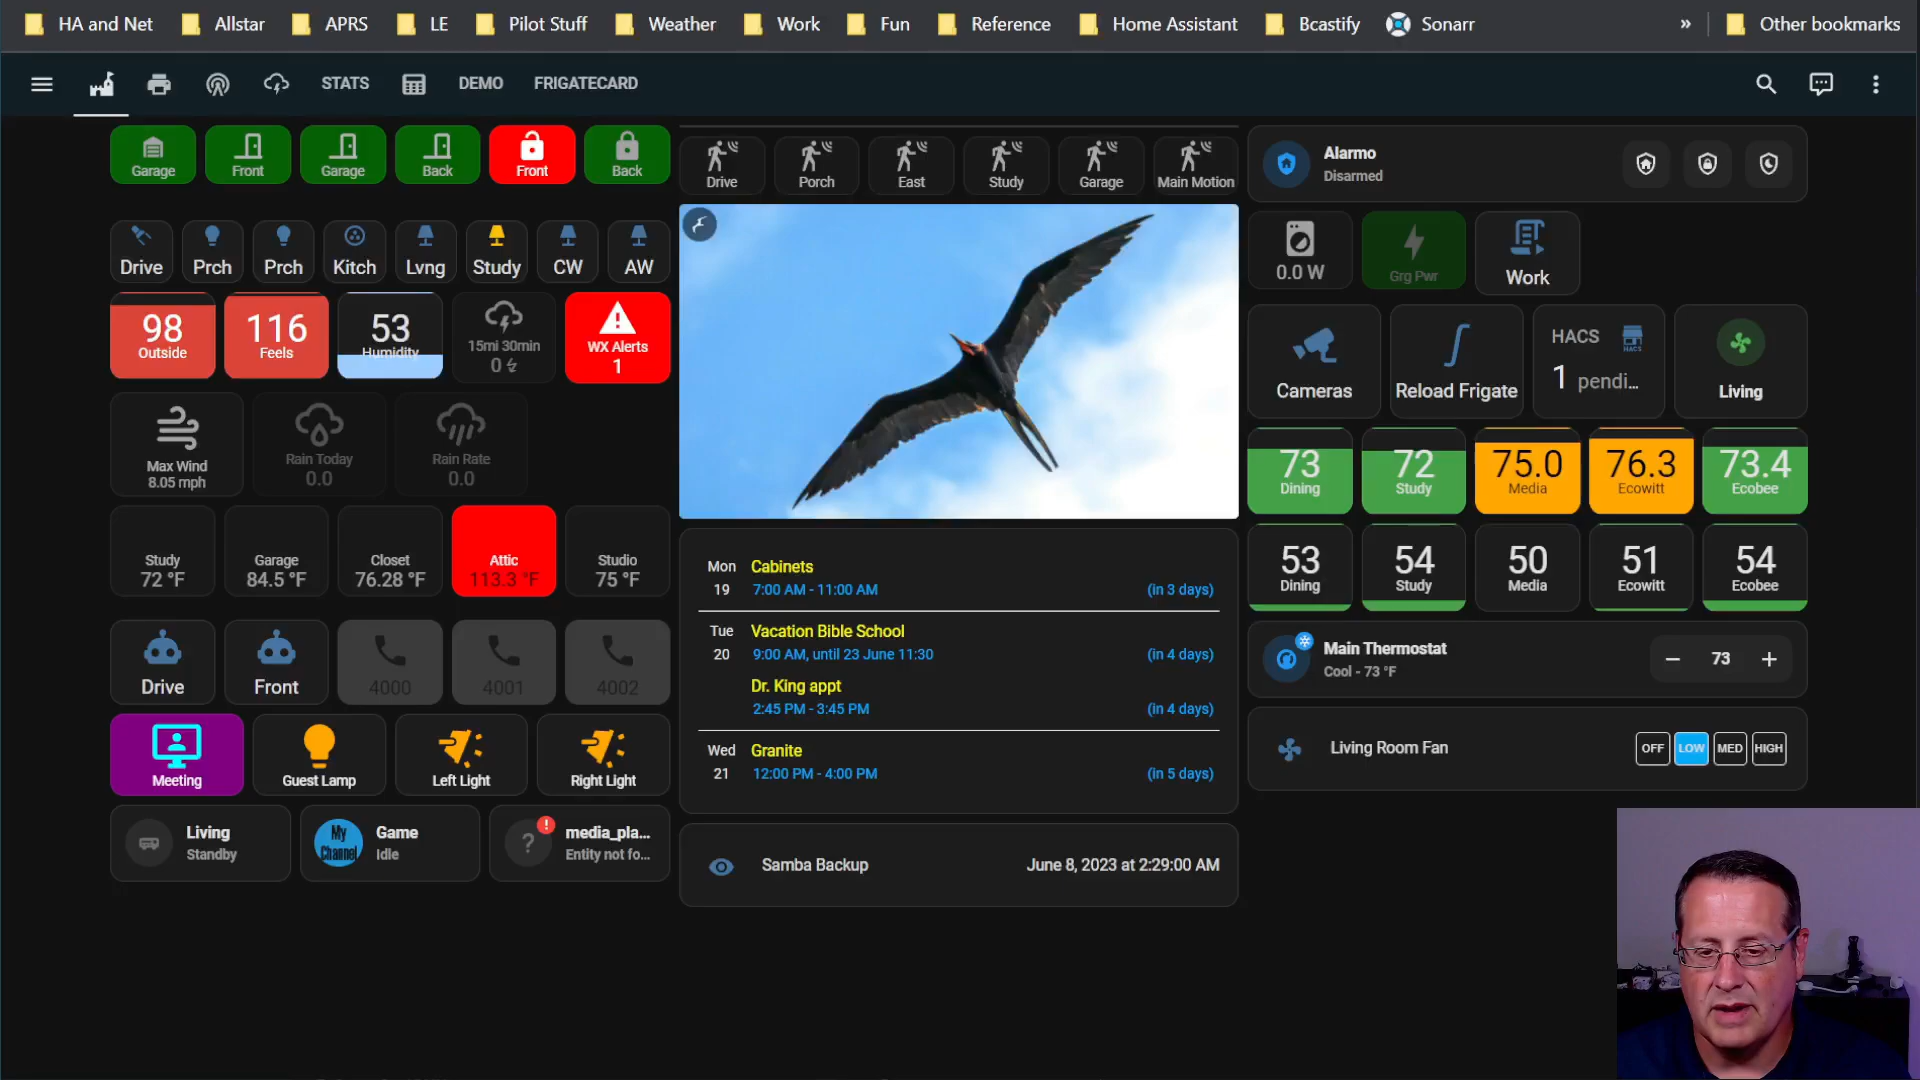 HA and Net
Allstar
APRS
LE
Pilot Stuff
Weather
Work
Fun
Reference
Home Assistant
Bcastify
Sonarr
»
Other bookmarks
STATS
DEMO
FRIGATECARD
Garage
Front
Garage
Back
Front
Back
Drive
Porch
East
Study
Garage
Main Motion
Alarmo
Disarmed
Drive
Prch
Prch
Kitch
Lvng
Study
CW
AW
0.0 W
Grg Pwr
Work
98
Outside
116
Feels
53
Humidity
15mi 30min
0
WX Alerts
1
Cameras
Reload Frigate
HACS
HACS
1 pendi...
Living
Max Wind
8.05 mph
Rain Today
0.0
Rain Rate
0.0
73
Dining
72
Study
75.0
Media
76.3
Ecowitt
73.4
Ecobee
Study
72 °F
Garage
84.5 °F
Closet
76.28 °F
Attic
113.3 °F
Studio
75 °F
53
Dining
54
Study
50
Media
51
Ecowitt
54
Ecobee
Mon
19
Cabinets
7:00 AM - 11:00 AM
(in 3 days)
Tue
20
Vacation Bible School
9:00 AM, until 23 June 11:30
(in 4 days)
Dr. King appt
2:45 PM - 3:45 PM
(in 4 days)
Wed
21
Granite
12:00 PM - 4:00 PM
(in 5 days)
Drive
Front
4000
4001
4002
Main Thermostat
Cool - 73 °F
− 73 +
Meeting
Guest Lamp
Left Light
Right Light
Living Room Fan
OFF
LOW
MED
HIGH
Living
Standby
My
Channel
Game
Idle
?
!
media_pla...
Entity not fo...
Samba Backup
June 8, 2023 at 2:29:00 AM